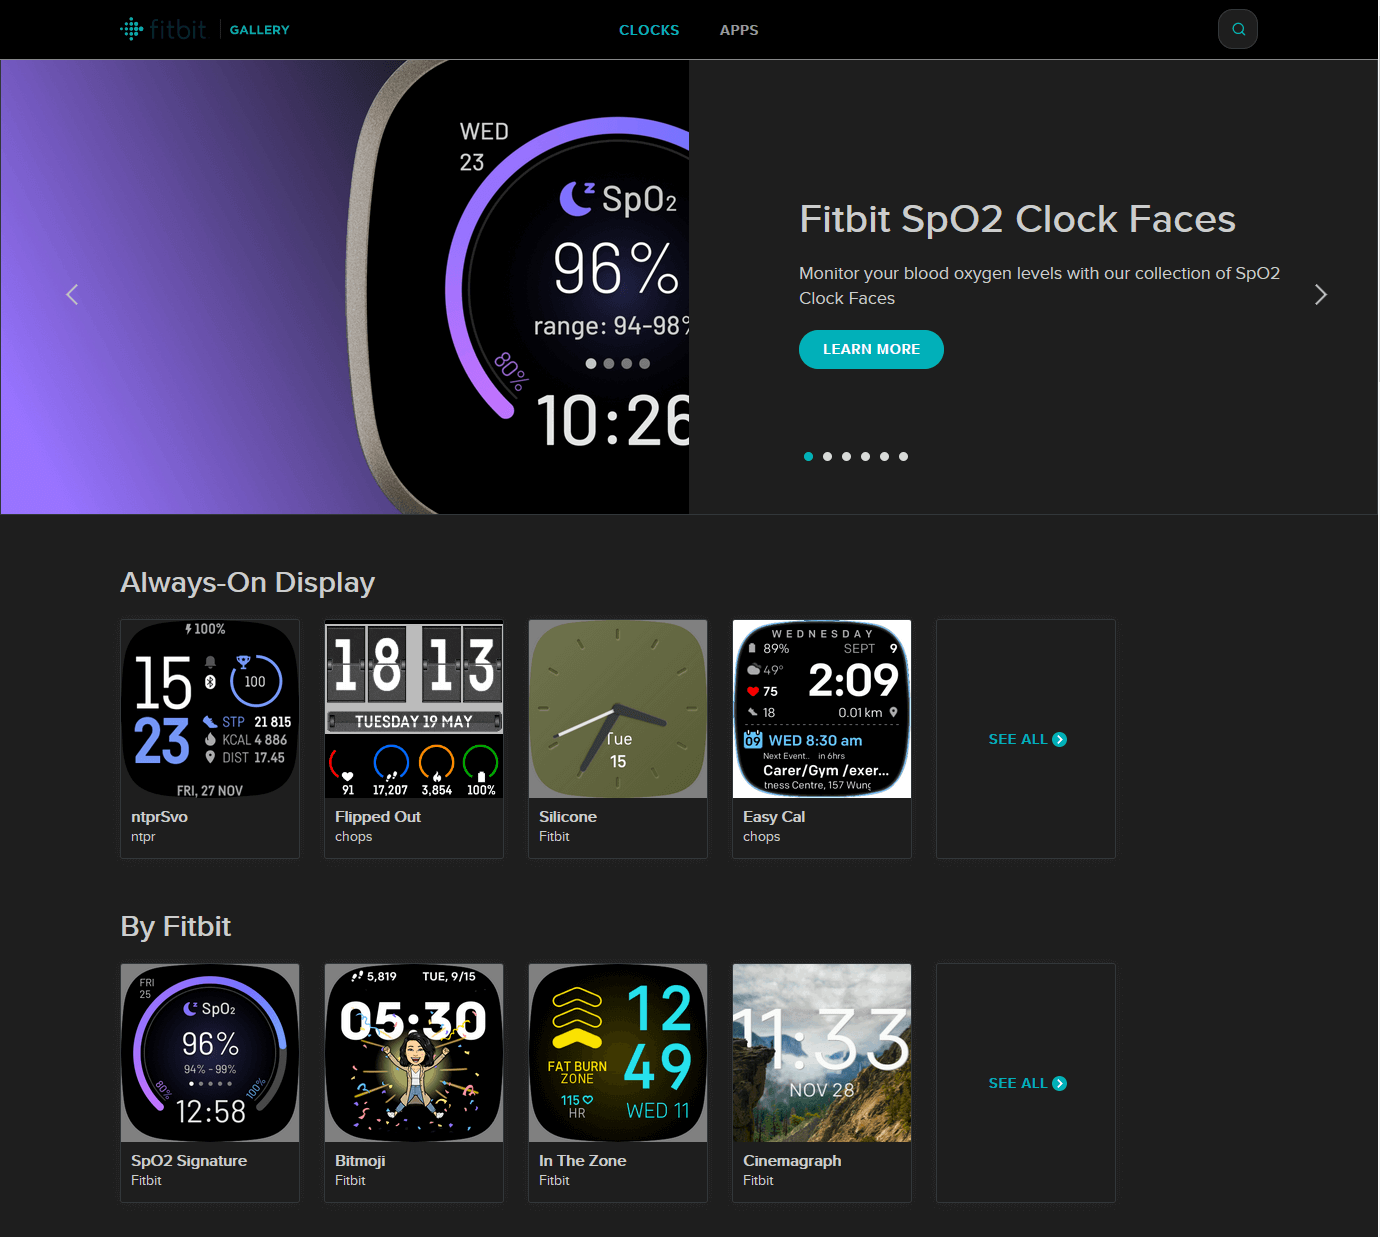 fitbit GALLERY
CLOCKS APPS
WED
23
SpO2
96%
range: 94-98%
80%
10:26
Fitbit SpO2 Clock Faces
Monitor your blood oxygen levels with our collection of SpO2
Clock Faces
LEARN MORE
Always-On Display
100%
15
23
100
STP 21 815
KCAL 4 886
DIST 17.45
FRI, 27 NOV
ntprSvo
ntpr
18 13
TUESDAY 19 MAY
91 17,207 3,854 100%
Flipped Out
chops
Tue
15
Silicone
Fitbit
WEDNESDAY
89% SEPT 9
49°
75
2:09
18 0.01 km
09 WED 8:30 am
Next Event.. in 6hrs
Carer/Gym /exer...
tness Centre, 157 Wung
Easy Cal
chops
SEE ALL
By Fitbit
FRI
25
SpO2
96%
94% - 99%
80% 100%
12:58
SpO2 Signature
Fitbit
5,819 TUE, 9/15
05:30
Bitmoji
Fitbit
12
49
FAT BURN
ZONE
115
HR
WED 11
In The Zone
Fitbit
11:33
NOV 28
Cinemagraph
Fitbit
SEE ALL